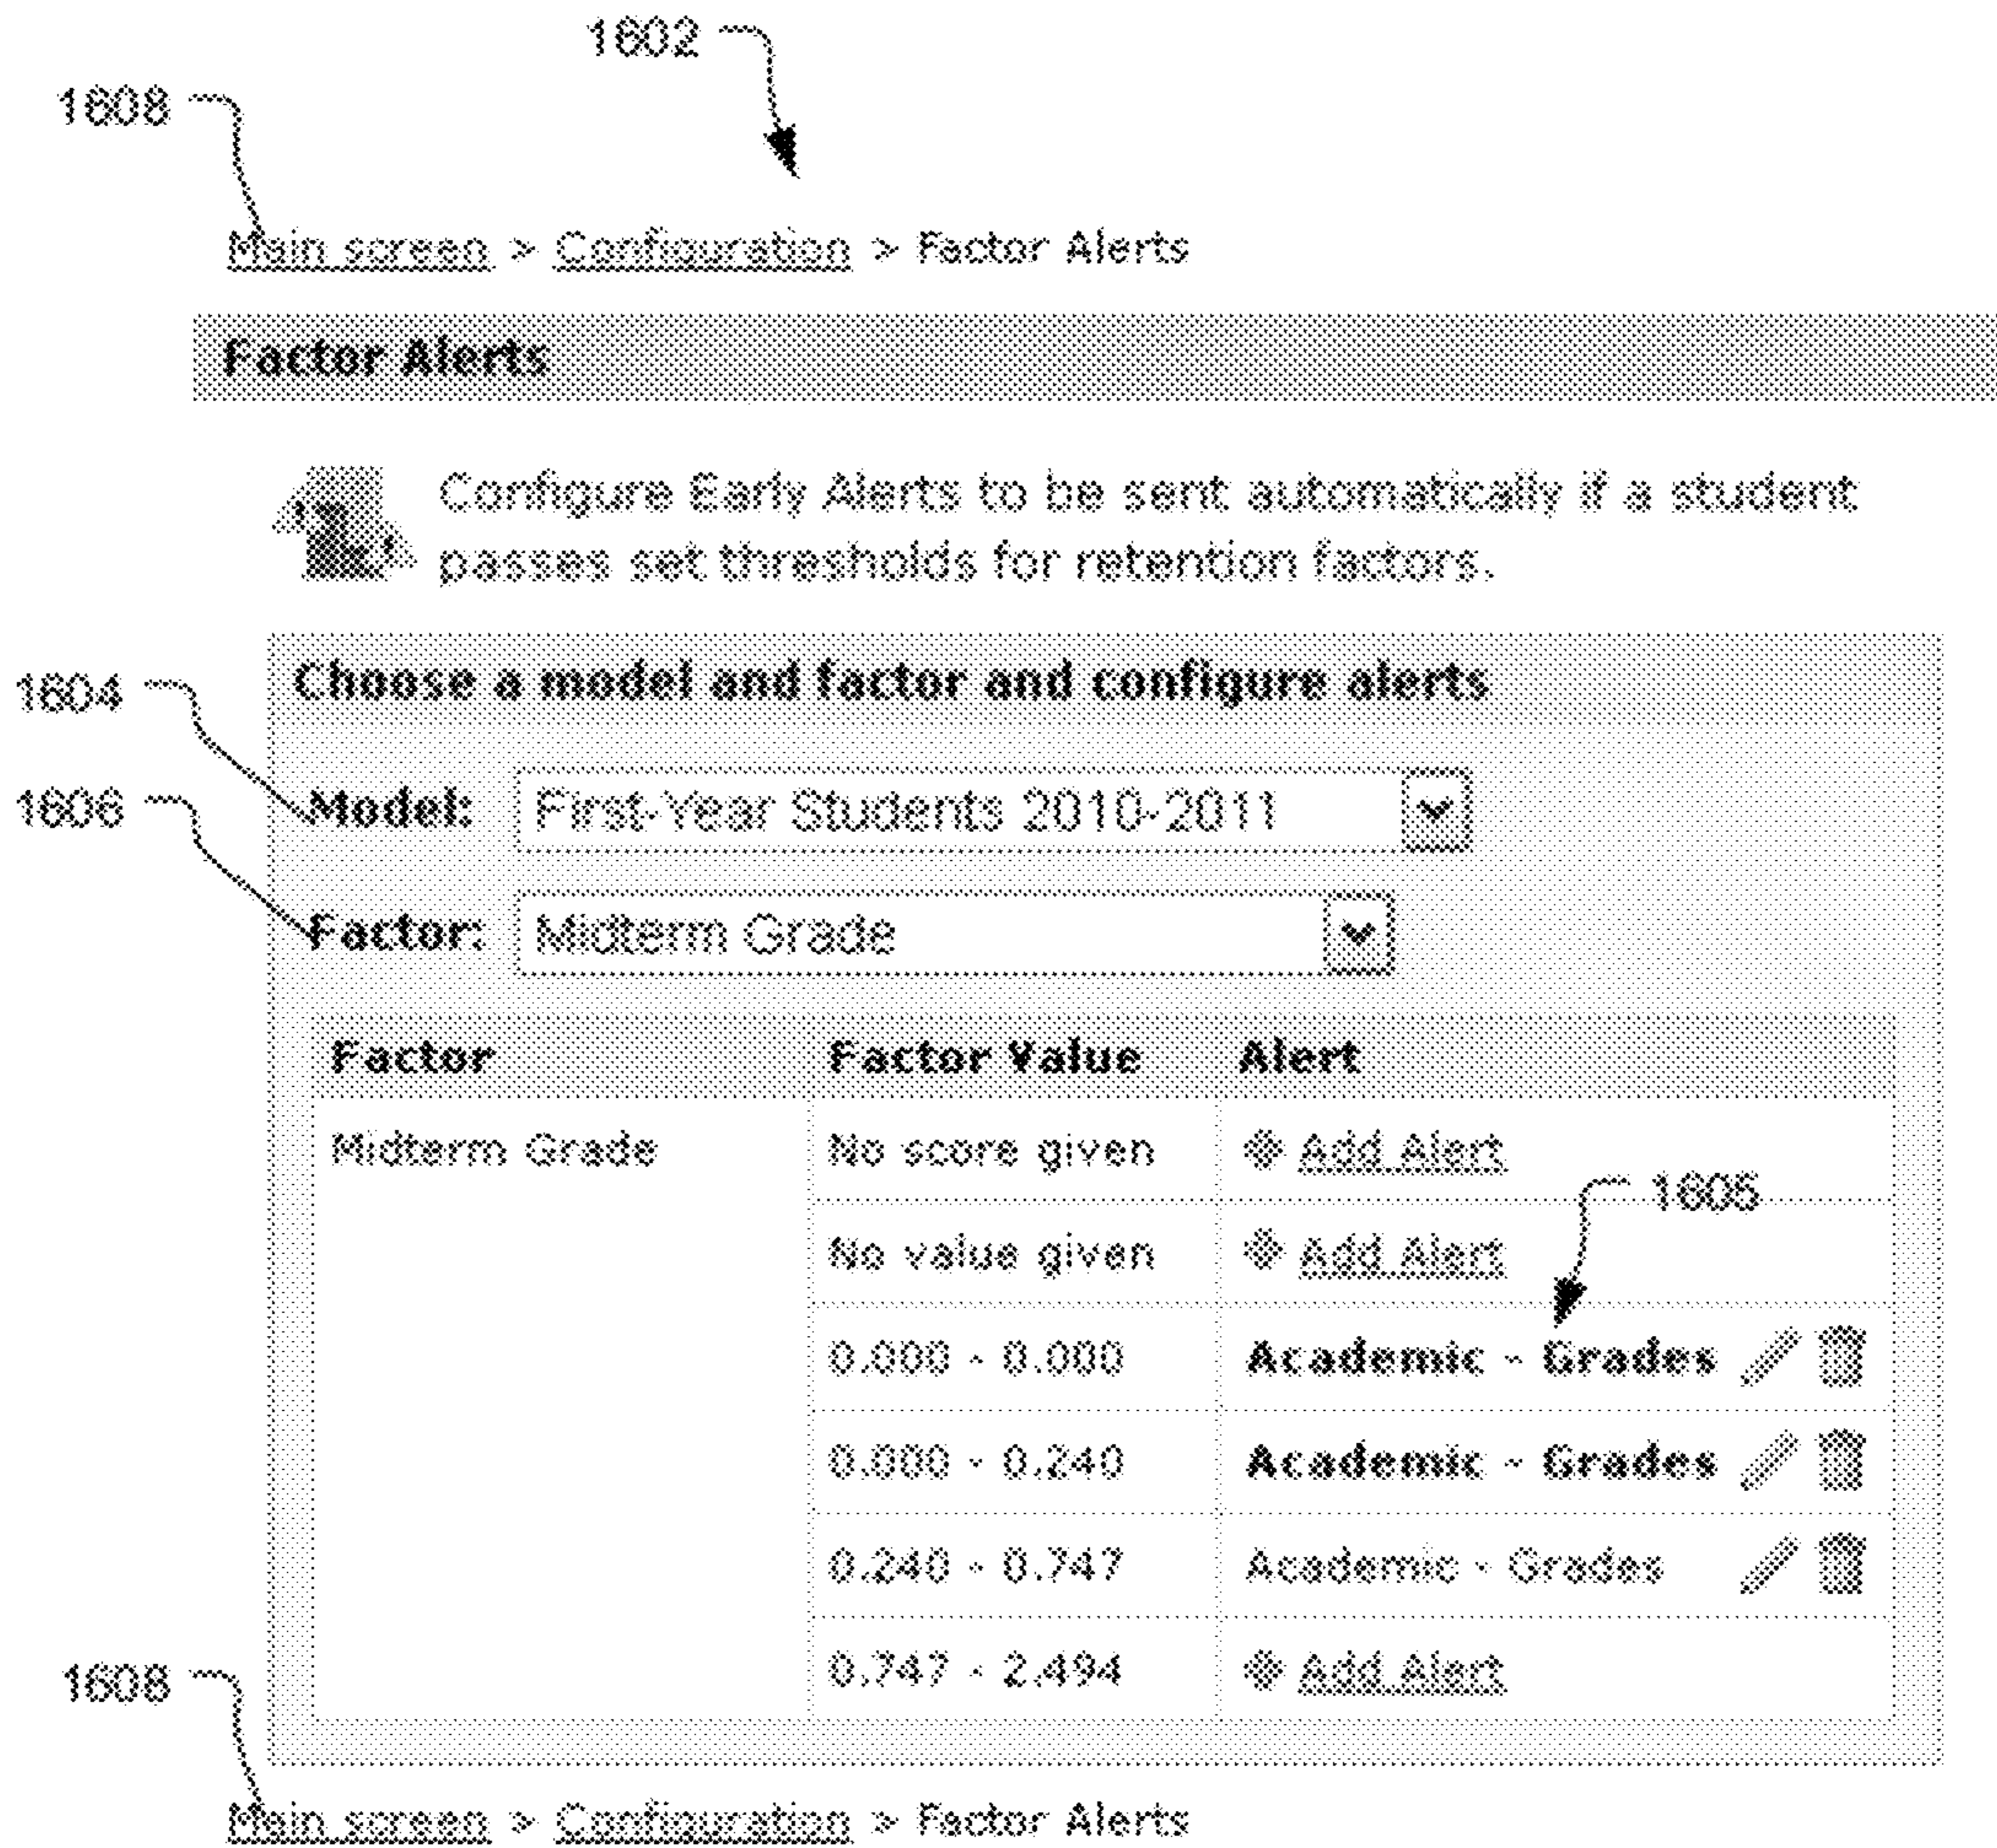 1602
1608
Main screen > Configuration > Factor Alerts
Factor Alerts
Configure Early Alerts to be sent automatically if a student
passes set thresholds for retention factors.
1604
Choose a model and factor and configure alerts
1606
Model: First-Year Students 2010-2011
Factor: Midterm Grade
Factor Factor Value Alert
Midterm Grade No score given Add Alert
1605
No value given Add Alert
0.000 - 0.000 Academic - Grades
0.000 - 0.240 Academic - Grades
0.240 - 0.747 Academic - Grades
0.747 - 2.494 Add Alert
1608
Main screen > Configuration > Factor Alerts